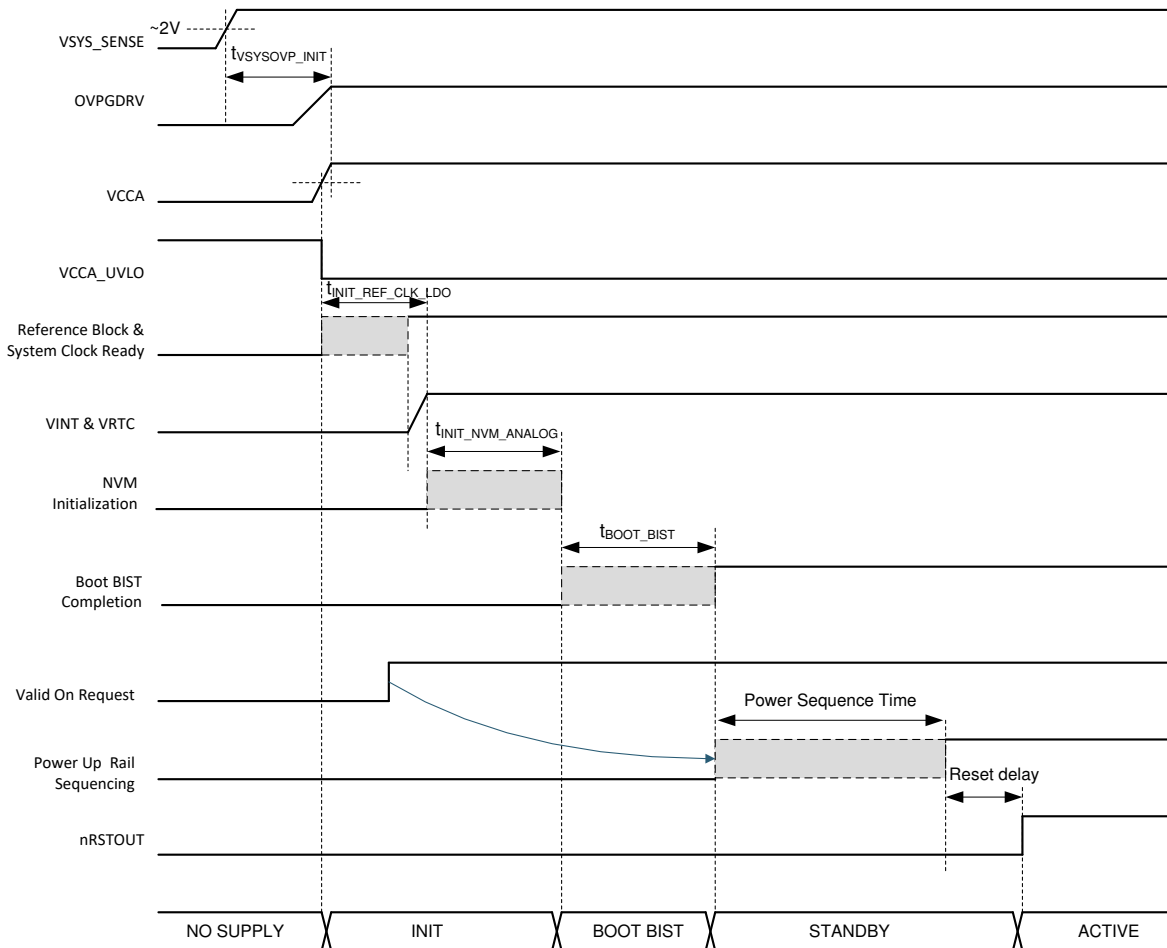 ~2V
VSYS_SENSE
tVSYSOVP_INIT
OVPGDRV
VCCA
VCCA_UVLO
tINIT_REF_CLK_LDO
Reference Block &
System Clock Ready
VINT & VRTC
tINIT_NVM_ANALOG
NVM
Initialization
tBOOT_BIST
Boot BIST
Completion
Valid On Request
Power Sequence Time
Power Up Rail
Sequencing
Reset delay
nRSTOUT
NO SUPPLY
INIT
BOOT BIST
STANDBY
ACTIVE